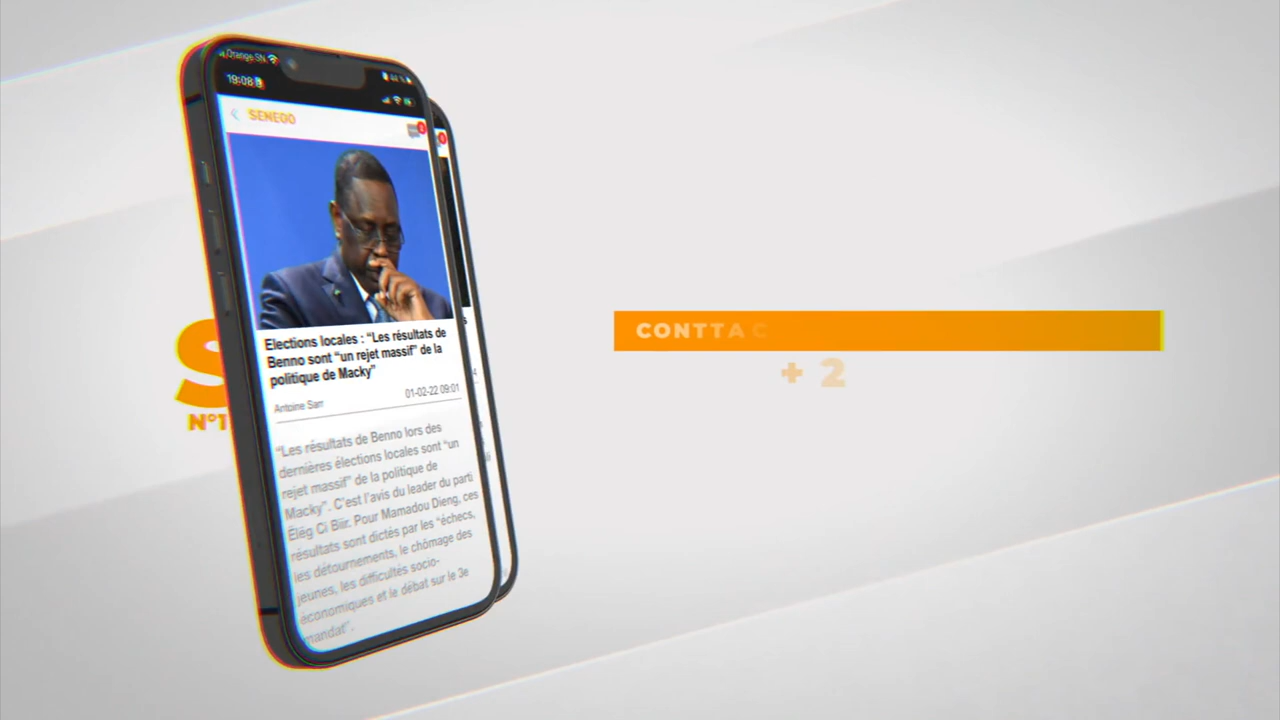 Orange SN
19:08
SENEGO
Elections locales : “Les résultats de
Benno sont “un rejet massif” de la
politique de Macky”
Antoine Sarr
01-02-22 09:01
“Les résultats de Benno lors des
dernières élections locales sont “un
rejet massif” de la politique de
Macky”. C’est l’avis du leader du parti
Élëg Ci Biir. Pour Mamadou Dieng, ces
résultats sont dictés par les “échecs,
les détournements, le chômage des
jeunes, les difficultés socio-
économiques et le débat sur le 3e
mandat”.
S
N°1
CONTTAC
+ 2